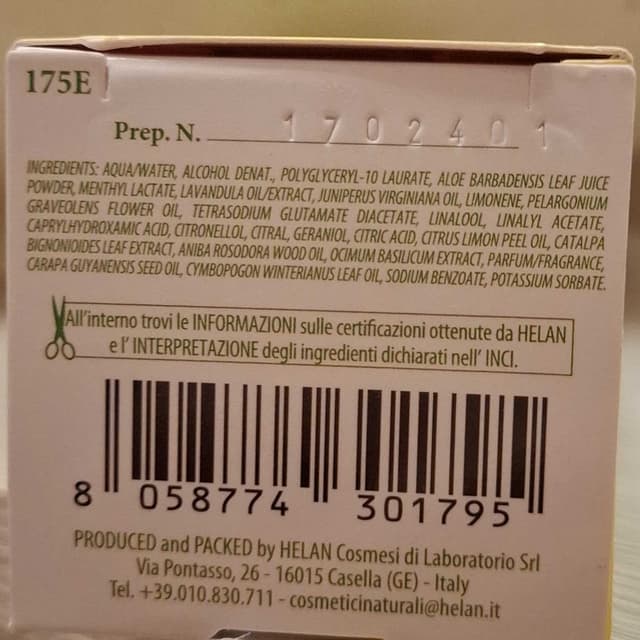 175E
Prep. N. 1702401
INGREDIENTS: AQUA/WATER, ALCOHOL DENAT., POLYGLYCERYL-10 LAURATE, ALOE BARBADENSIS LEAF JUICE
POWDER, MENTHYL LACTATE, LAVANDULA OIL/EXTRACT, JUNIPERUS VIRGINIANA OIL, LIMONENE, PELARGONIUM
GRAVEOLENS FLOWER OIL, TETRASODIUM GLUTAMATE DIACETATE, LINALOOL, LINALYL ACETATE,
CAPRYLHYDROXAMIC ACID, CITRONELLOL, CITRAL, GERANIOL, CITRIC ACID, CITRUS LIMON PEEL OIL, CATALPA
BIGNONIOIDES LEAF EXTRACT, ANIBA ROSODORA WOOD OIL, OCIMUM BASILICUM EXTRACT, PARFUM/FRAGRANCE,
CARAPA GUYANENSIS SEED OIL, CYMBOPOGON WINTERIANUS LEAF OIL, SODIUM BENZOATE, POTASSIUM SORBATE.
All'interno trovi le INFORMAZIONI sulle certificazioni ottenute da HELAN
e l' INTERPRETAZIONE degli ingredienti dichiarati nell' INCI.
8 058774 301795
PRODUCED and PACKED by HELAN Cosmesi di Laboratorio Srl
Via Pontasso, 26 - 16015 Casella (GE) - Italy
Tel. +39.010.830.711 - cosmeticinaturali@helan.it